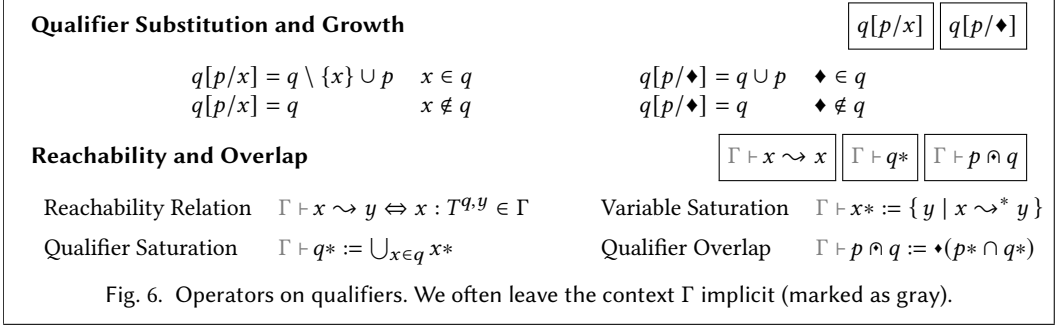 Qualifier Substitution and Growth q[p/x] q[p/♦]
q[p/x] = q \ {x} ∪ p x ∈ q q[p/♦] = q ∪ p ♦ ∈ q
q[p/x] = q x ∉ q q[p/♦] = q ♦ ∉ q
Reachability and Overlap Γ ⊢ x ⇝ x Γ ⊢ q* Γ ⊢ p ⩀ q
Reachability Relation Γ ⊢ x ⇝ y ⇔ x : T^{q,y} ∈ Γ Variable Saturation Γ ⊢ x* := { y | x ⇝* y }
Qualifier Saturation Γ ⊢ q* := ⋃_{x∈q} x* Qualifier Overlap Γ ⊢ p ⩀ q := ♦(p* ∩ q*)
Fig. 6. Operators on qualifiers. We often leave the context Γ implicit (marked as gray).